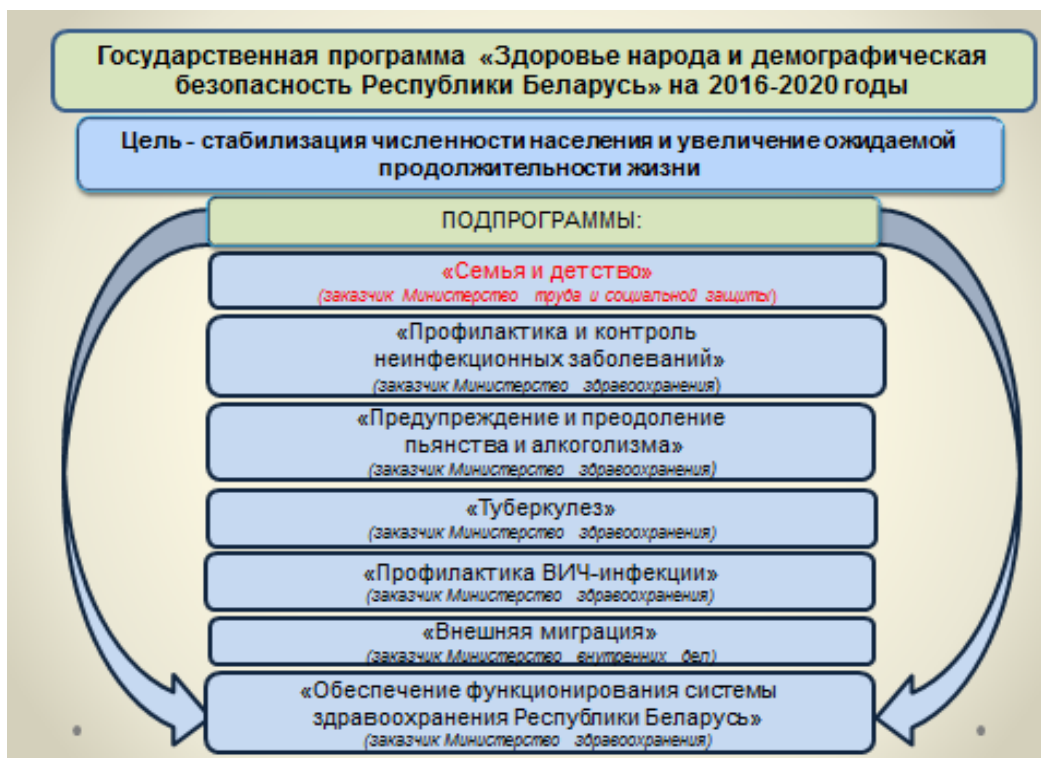 Государственная программа «Здоровье народа и демографическая
безопасность Республики Беларусь» на 2016-2020 годы
Цель - стабилизация численности населения и увеличение ожидаемой
продолжительности жизни
ПОДПРОГРАММЫ:
«Семья и детство»
(заказчик Министерство труда и социальной защиты)
«Профилактика и контроль
неинфекционных заболеваний»
(заказчик Министерство здравоохранения)
«Предупреждение и преодоление
пьянства и алкоголизма»
(заказчик Министерство здравоохранения)
«Туберкулез»
(заказчик Министерство здравоохранения)
«Профилактика ВИЧ-инфекции»
(заказчик Министерство здравоохранения)
«Внешняя миграция»
(заказчик Министерство внутренних дел)
«Обеспечение функционирования системы
здравоохранения Республики Беларусь»
(заказчик Министерство здравоохранения)